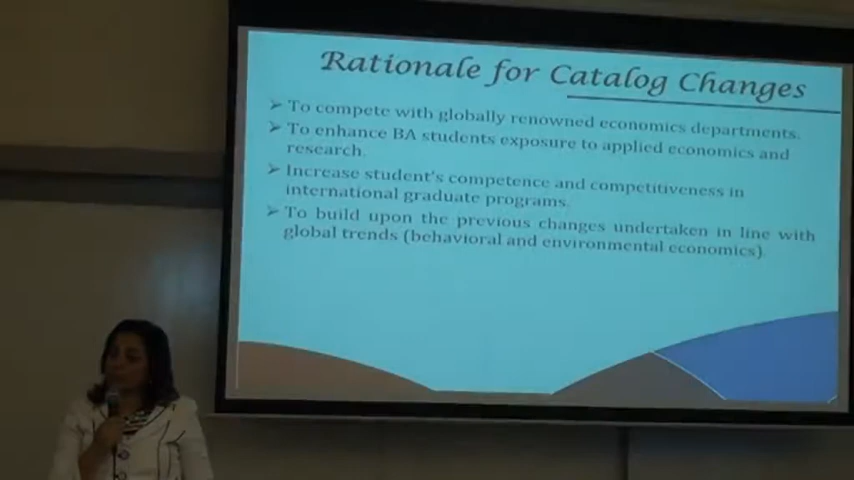 Rationale for Catalog Changes
➢ To compete with globally renowned economics departments.
➢ To enhance BA students exposure to applied economics and
research.
➢ Increase student's competence and competitiveness in
international graduate programs.
➢ To build upon the previous changes undertaken in line with
global trends (behavioral and environmental economics).